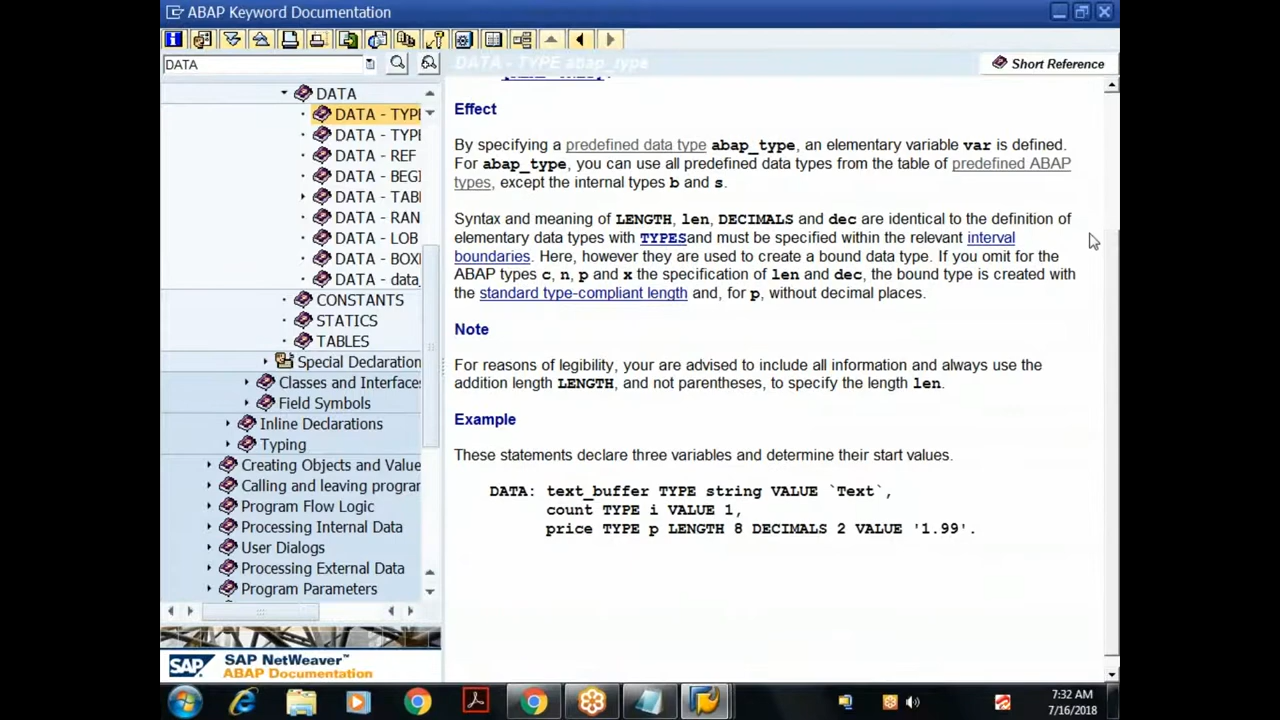 ABAP Keyword Documentation
DATA
DATA - TYPE abap_type
Short Reference
DATA
DATA - TYPE
DATA - TYPE
DATA - REF
DATA - BEGI
DATA - TABI
DATA - RAN
DATA - LOB
DATA - BOX
DATA - data_
CONSTANTS
STATICS
TABLES
Special Declaration
Classes and Interfaces
Field Symbols
Inline Declarations
Typing
Creating Objects and Value
Calling and leaving progran
Program Flow Logic
Processing Internal Data
User Dialogs
Processing External Data
Program Parameters
SAP
SAP NetWeaver™
ABAP Documentation
Effect
By specifying a predefined data type abap_type, an elementary variable var is defined.
For abap_type, you can use all predefined data types from the table of predefined ABAP
types, except the internal types b and s.
Syntax and meaning of LENGTH, len, DECIMALS and dec are identical to the definition of
elementary data types with TYPESand must be specified within the relevant interval
boundaries. Here, however they are used to create a bound data type. If you omit for the
ABAP types c, n, p and x the specification of len and dec, the bound type is created with
the standard type-compliant length and, for p, without decimal places.
Note
For reasons of legibility, your are advised to include all information and always use the
addition length LENGTH, and not parentheses, to specify the length len.
Example
These statements declare three variables and determine their start values.
DATA: text_buffer TYPE string VALUE `Text`,
count TYPE i VALUE 1,
price TYPE p LENGTH 8 DECIMALS 2 VALUE '1.99'.
7:32 AM
7/16/2018